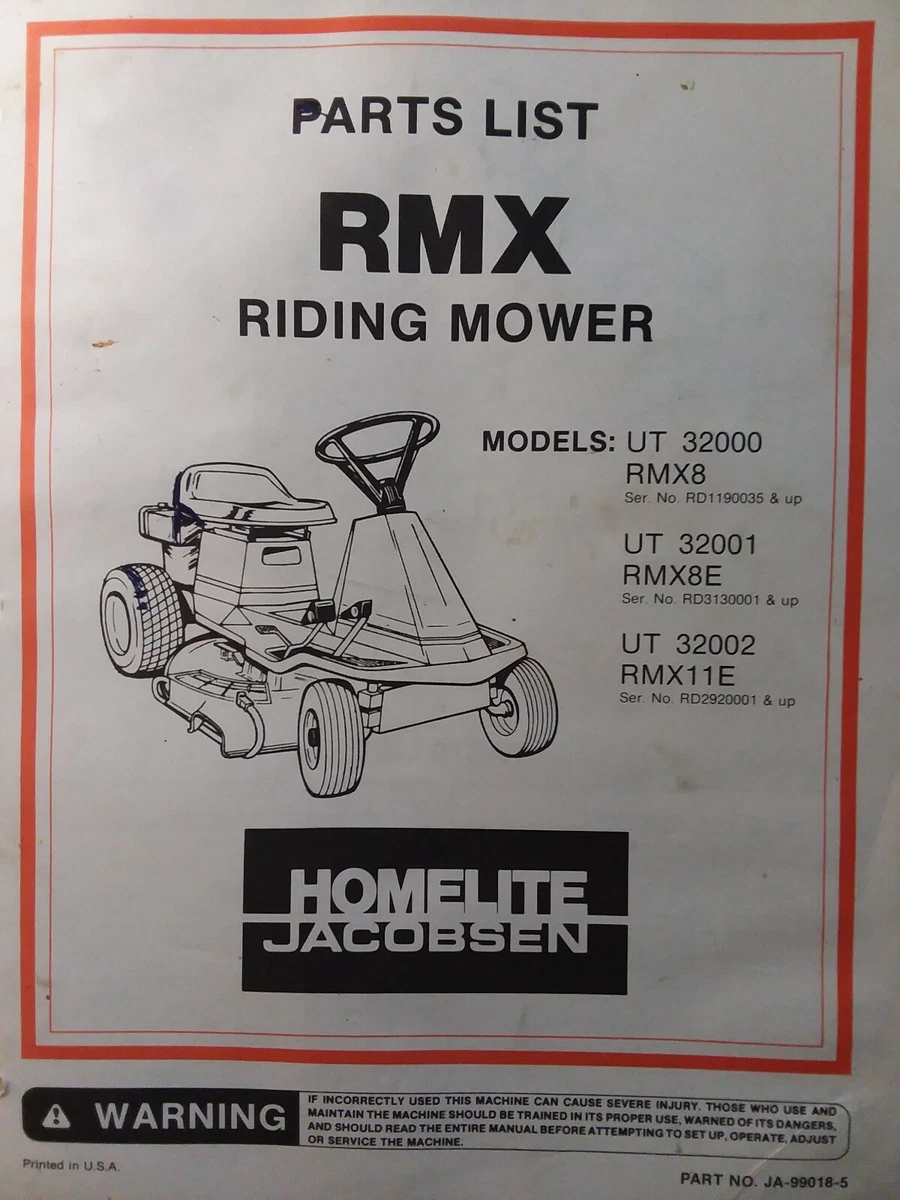 PARTS LIST
RMX
RIDING MOWER
MODELS: UT 32000
RMX8
Ser. No. RD1190035 & up
UT 32001
RMX8E
Ser. No. RD3130001 & up
UT 32002
RMX11E
Ser. No. RD2920001 & up
HOMELITE
JACOBSEN
WARNING
IF INCORRECTLY USED THIS MACHINE CAN CAUSE SEVERE INJURY. THOSE WHO USE AND
MAINTAIN THE MACHINE SHOULD BE TRAINED IN ITS PROPER USE, WARNED OF ITS DANGERS,
AND SHOULD READ THE ENTIRE MANUAL BEFORE ATTEMPTING TO SET UP, OPERATE, ADJUST
OR SERVICE THE MACHINE.
Printed in U.S.A.
PART NO. JA-99018-5